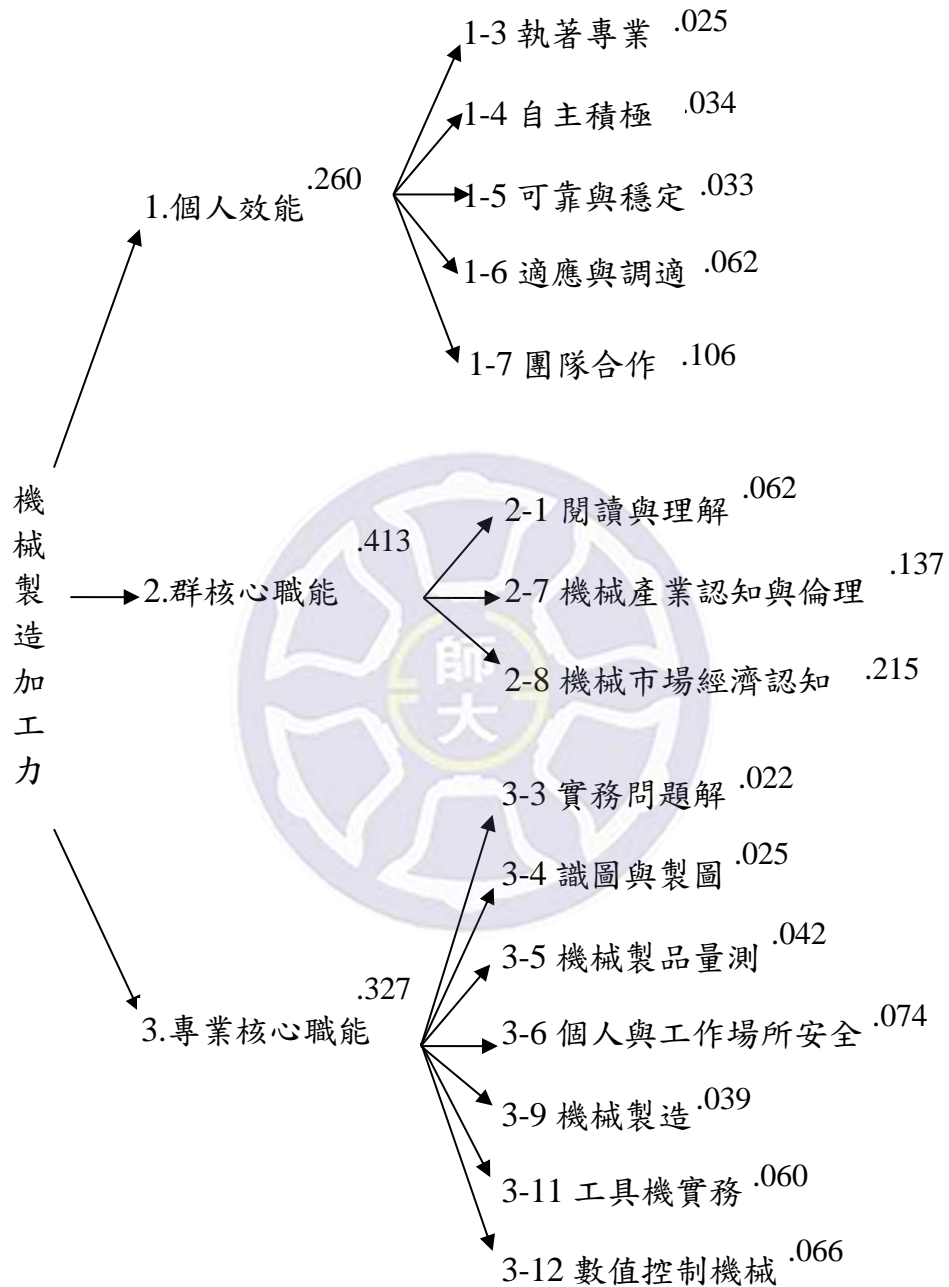 1-3 執著專業 .025
1-4 自主積極 .034
1.個人效能 .260
1-5 可靠與穩定 .033
1-6 適應與調適 .062
1-7 團隊合作 .106
機械製造加工力
2-1 閱讀與理解 .062
2.群核心職能 .413
2-7 機械產業認知與倫理 .137
2-8 機械市場經濟認知 .215
師大
3-3 實務問題解 .022
3-4 識圖與製圖 .025
3-5 機械製品量測 .042
3.專業核心職能 .327
3-6 個人與工作場所安全 .074
3-9 機械製造 .039
3-11 工具機實務 .060
3-12 數值控制機械 .066